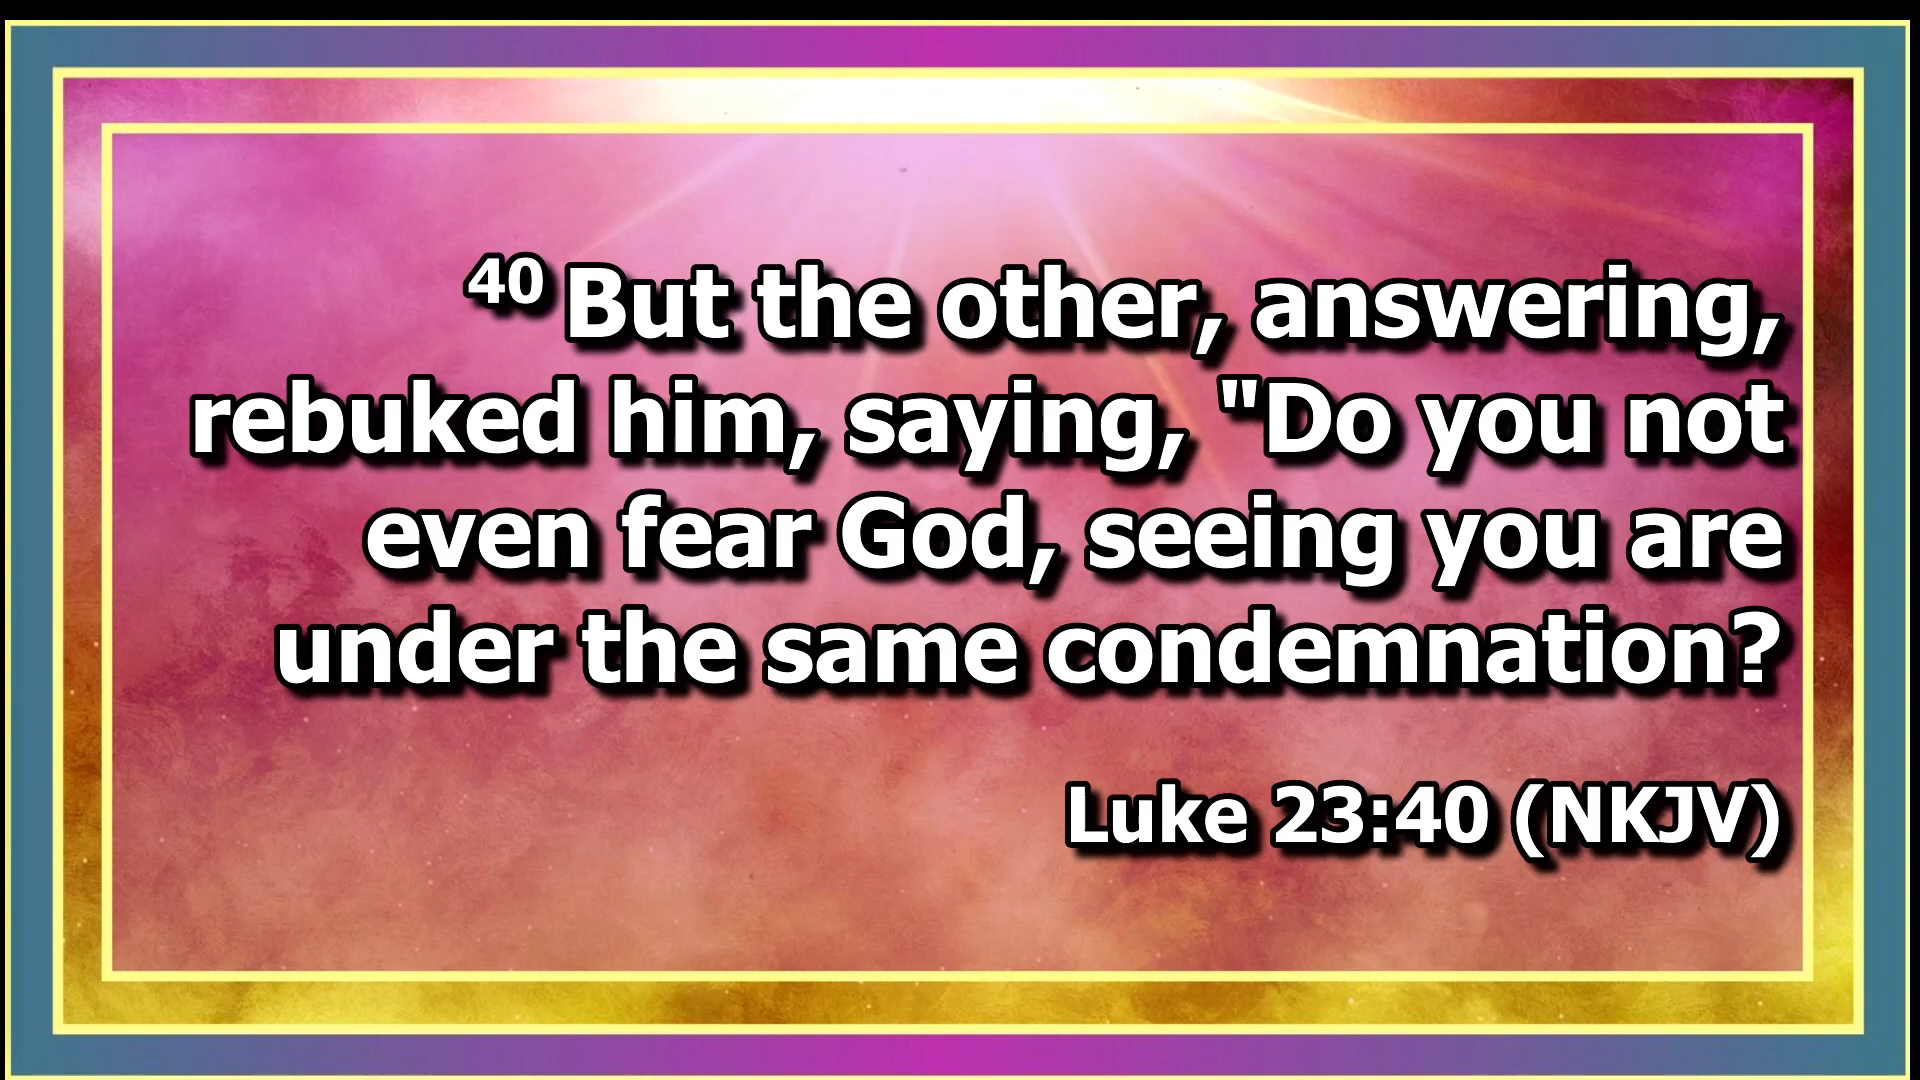 40 But the other, answering,
rebuked him, saying, "Do you not
even fear God, seeing you are
under the same condemnation?
Luke 23:40 (NKJV)